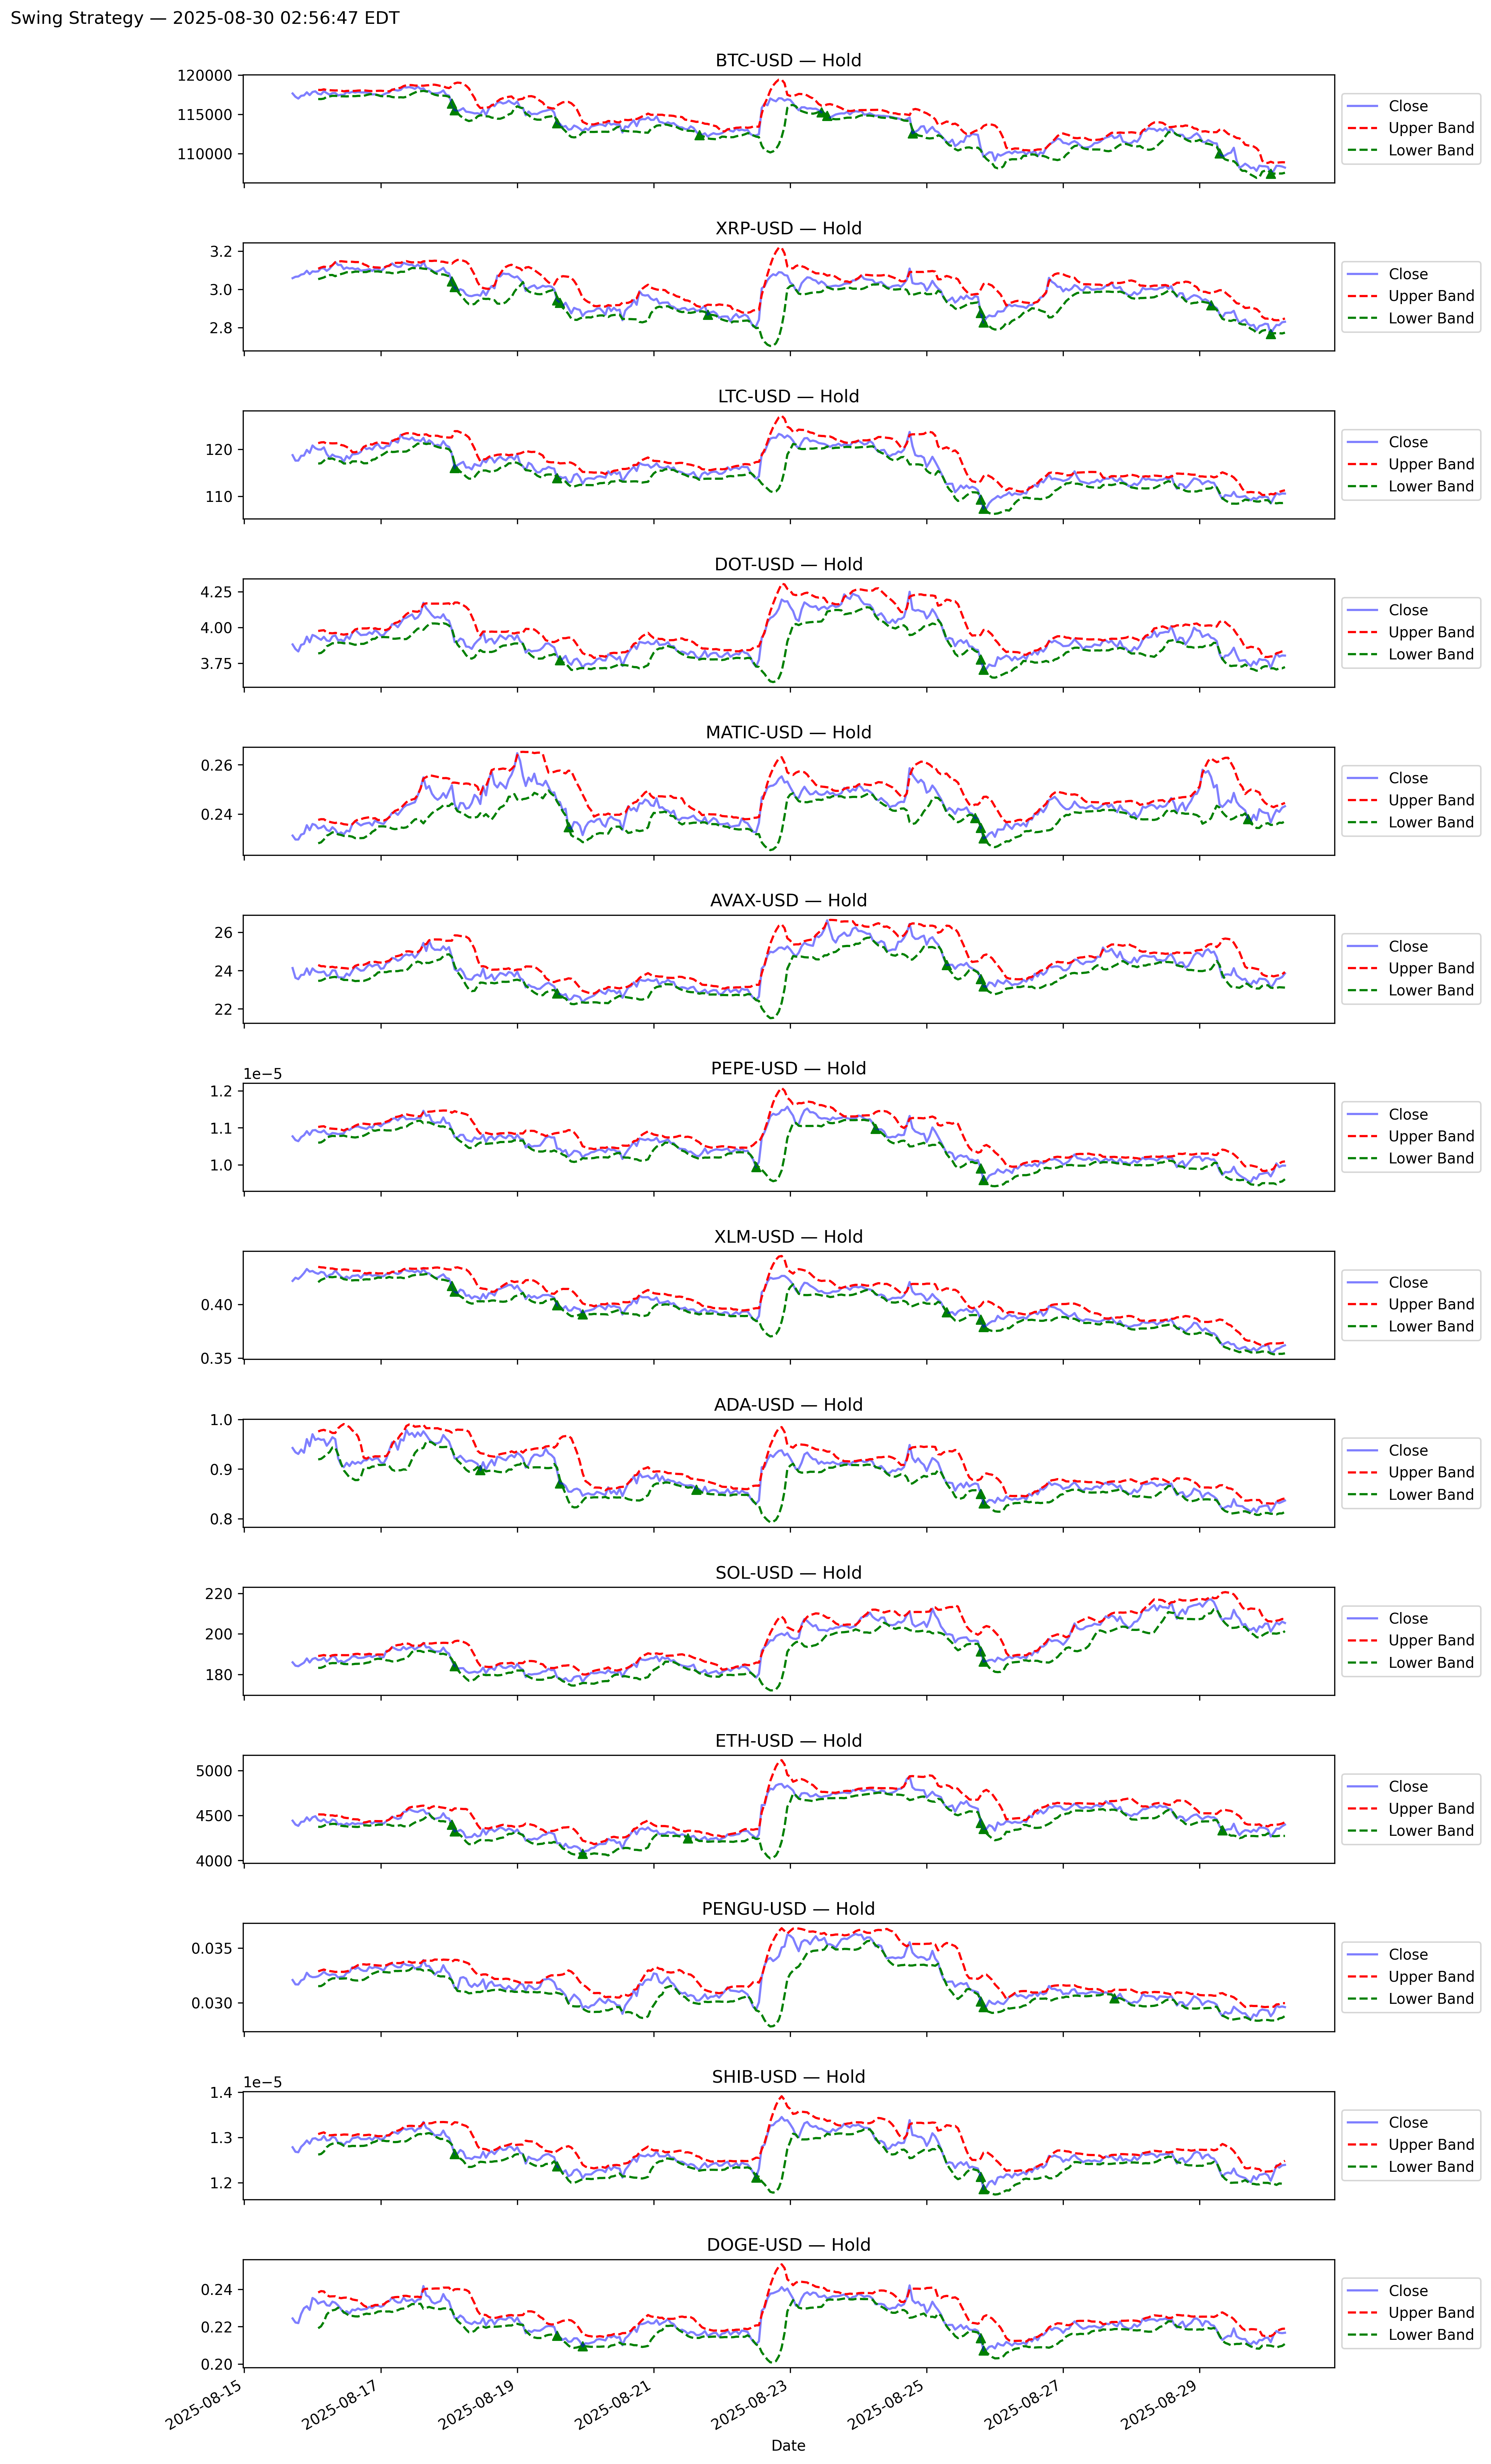 Swing Strategy — 2025-08-30 02:56:47 EDT
BTC-USD — Hold
120000
115000
110000
Close
Upper Band
Lower Band
XRP-USD — Hold
3.2
3.0
2.8
Close
Upper Band
Lower Band
LTC-USD — Hold
120
110
Close
Upper Band
Lower Band
DOT-USD — Hold
4.25
4.00
3.75
Close
Upper Band
Lower Band
MATIC-USD — Hold
0.26
0.24
Close
Upper Band
Lower Band
AVAX-USD — Hold
26
24
22
Close
Upper Band
Lower Band
PEPE-USD — Hold
1e−5
1.2
1.1
1.0
Close
Upper Band
Lower Band
XLM-USD — Hold
0.40
0.35
Close
Upper Band
Lower Band
ADA-USD — Hold
1.0
0.9
0.8
Close
Upper Band
Lower Band
SOL-USD — Hold
220
200
180
Close
Upper Band
Lower Band
ETH-USD — Hold
5000
4500
4000
Close
Upper Band
Lower Band
PENGU-USD — Hold
0.035
0.030
Close
Upper Band
Lower Band
SHIB-USD — Hold
1e−5
1.4
1.3
1.2
Close
Upper Band
Lower Band
DOGE-USD — Hold
0.24
0.22
0.20
Close
Upper Band
Lower Band
2025-08-15
2025-08-17
2025-08-19
2025-08-21
2025-08-23
2025-08-25
2025-08-27
2025-08-29
Date